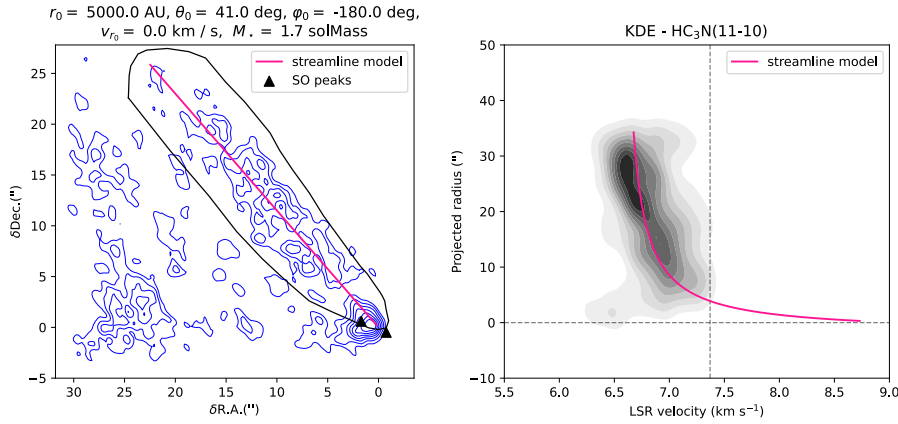 r₀ = 5000.0 AU, θ₀ = 41.0 deg, φ₀ = -180.0 deg,
v_r₀ = 0.0 km / s, M⋆ = 1.7 solMass
streamline model
SO peaks
25
20
15
10
5
0
−5
30
25
20
15
10
5
0
δDec.(")
δR.A.(")
KDE - HC₃N(11-10)
streamline model
50
40
30
20
10
0
−10
5.5
6.0
6.5
7.0
7.5
8.0
8.5
9.0
Projected radius (")
LSR velocity (km s⁻¹)